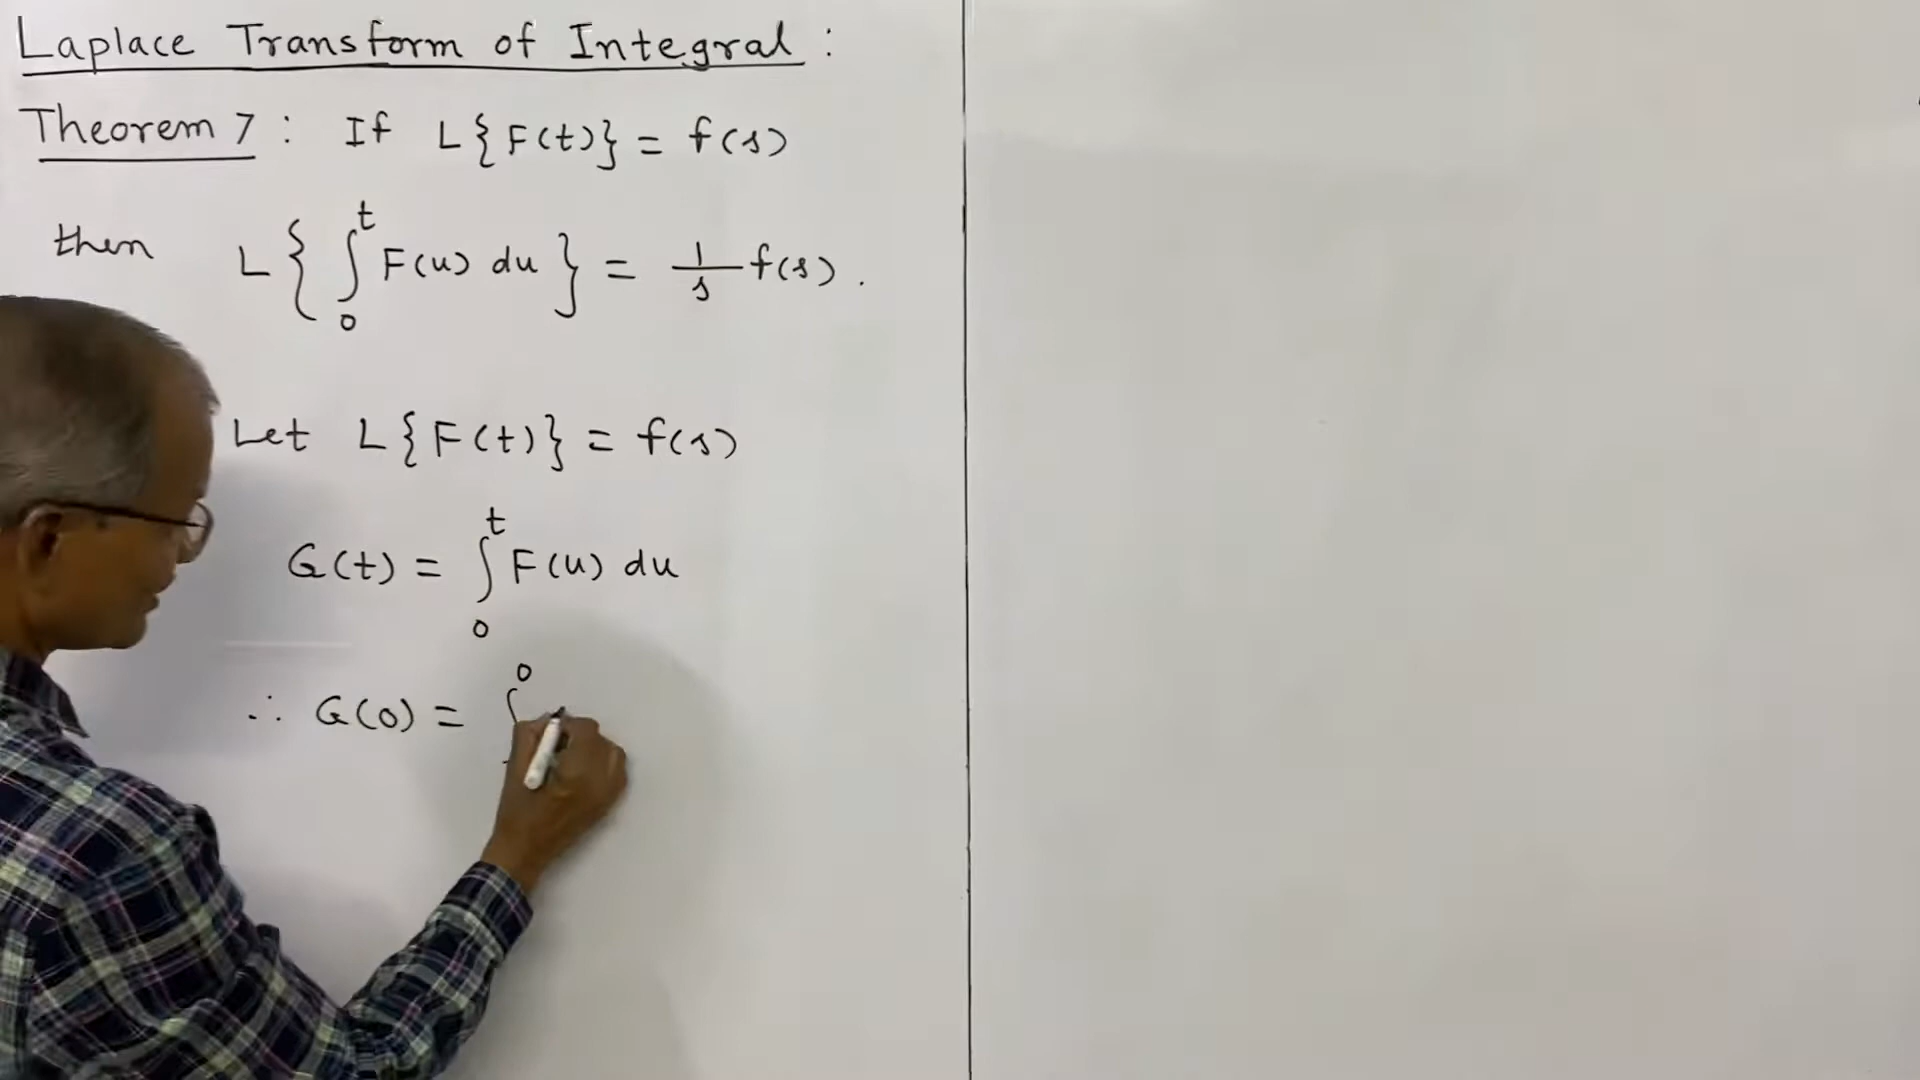 Laplace Transform of Integral :
Theorem 7 : If L{F(t)} = f(s)
then L{ ∫₀ᵗ F(u) du } = 1/s f(s) .
Let L{F(t)} = f(s)
G(t) = ∫₀ᵗ F(u) du
∴ G(0) = ∫⁰